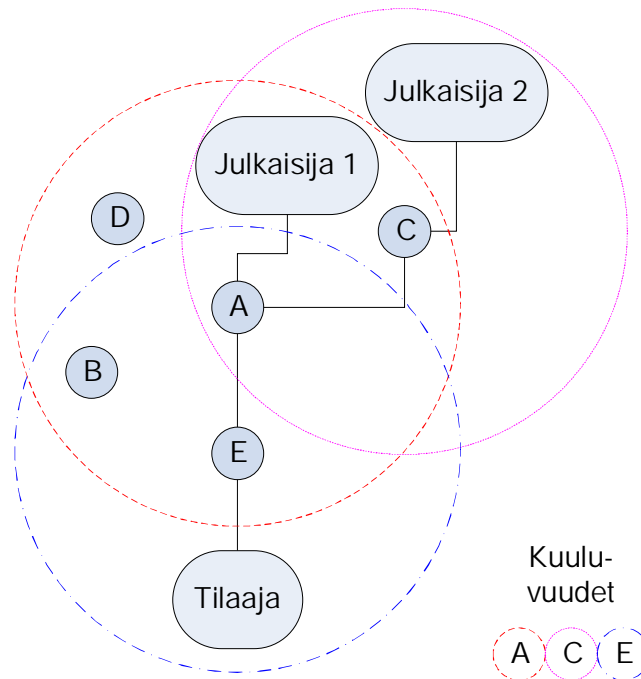 Julkaisija 2
Julkaisija 1
D
C
A
B
E
Tilaaja
Kuulu-
vuudet
A C E